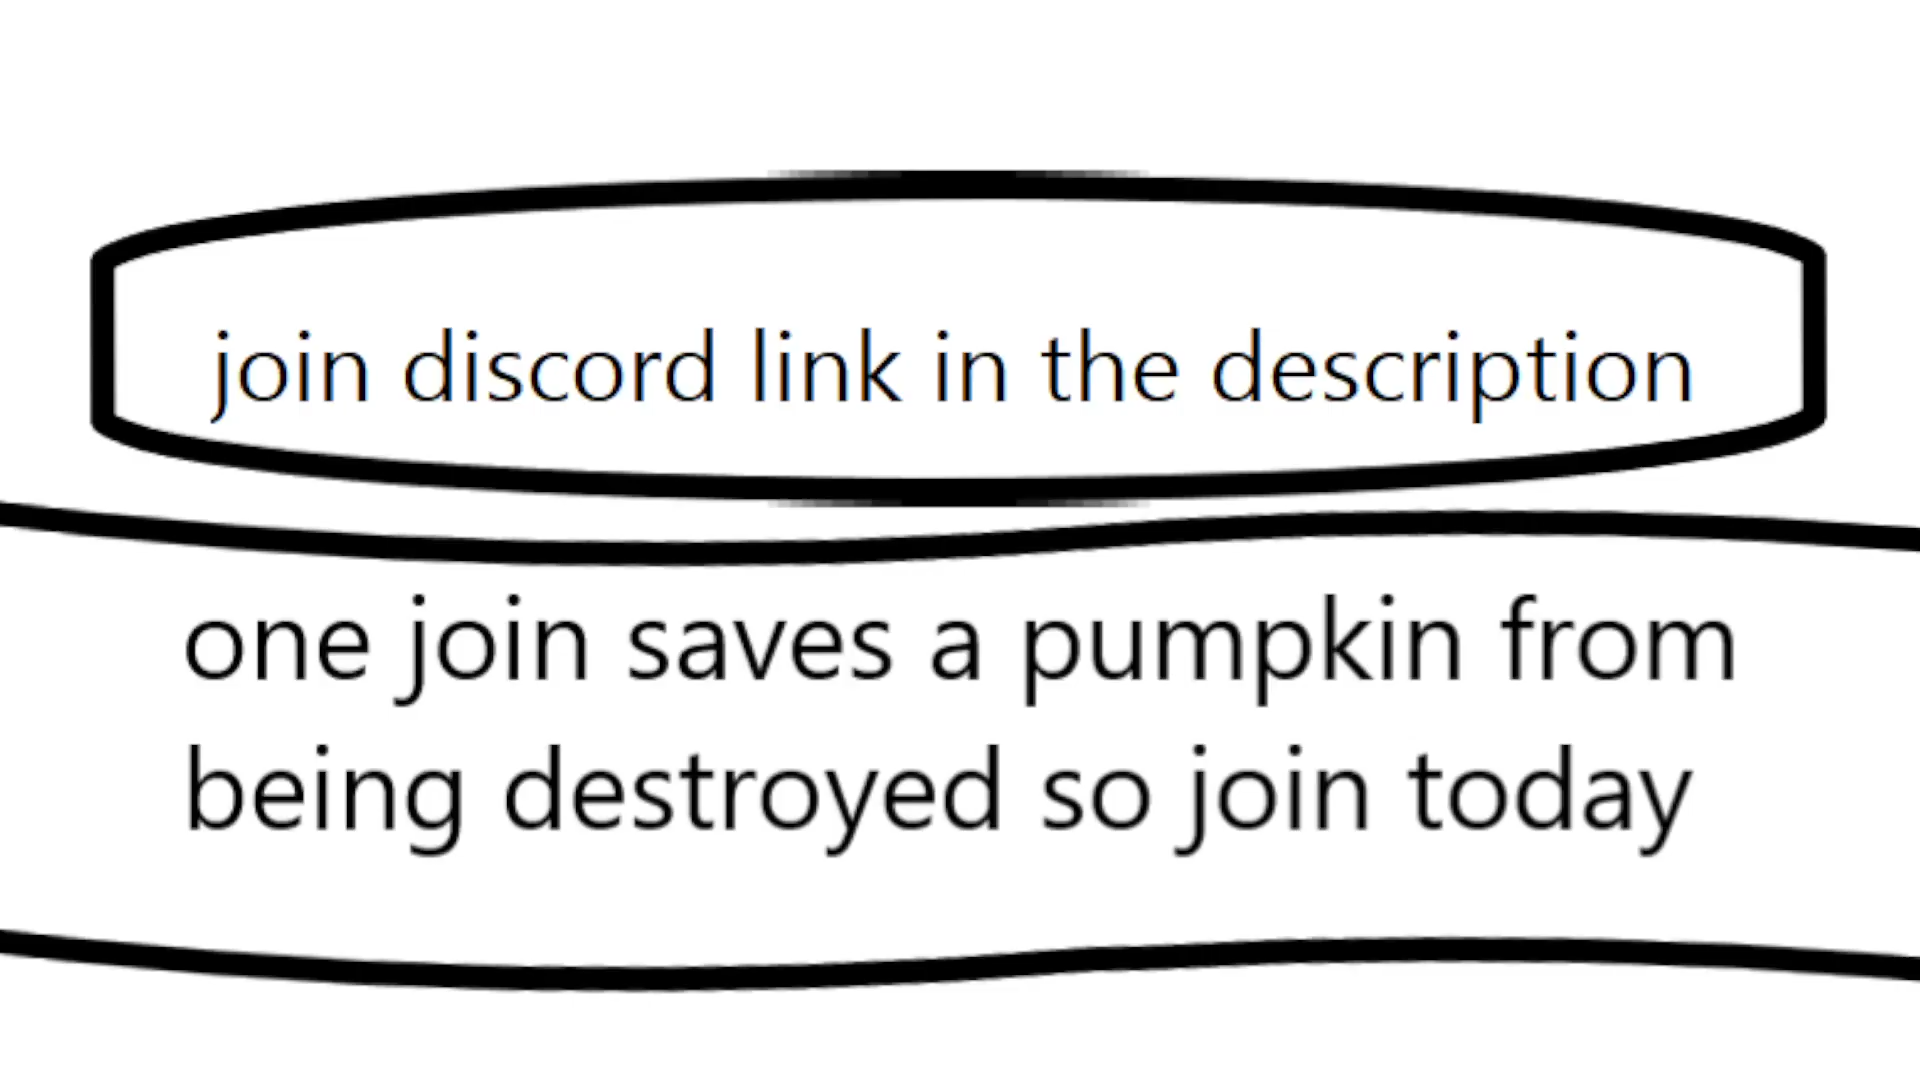 join discord link in the description
one join saves a pumpkin from
being destroyed so join today